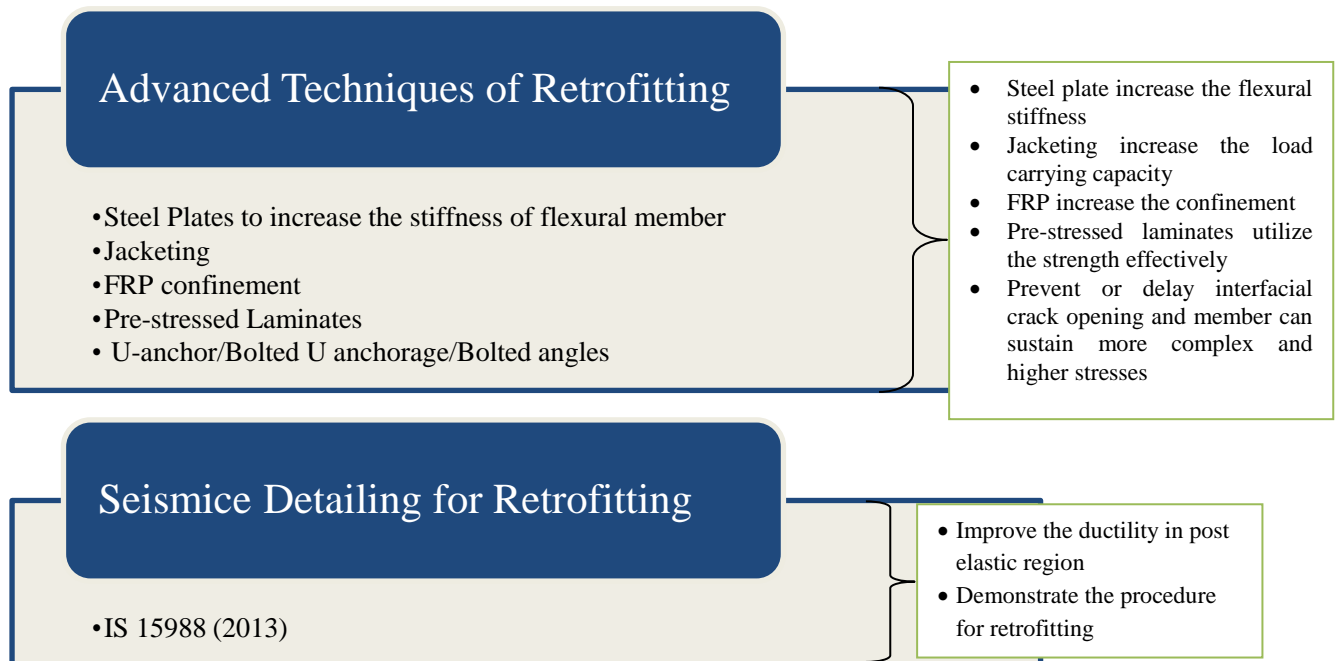 Advanced Techniques of Retrofitting
•Steel Plates to increase the stiffness of flexural member
•Jacketing
•FRP confinement
•Pre-stressed Laminates
• U-anchor/Bolted U anchorage/Bolted angles
• Steel plate increase the flexural
stiffness
• Jacketing increase the load
carrying capacity
• FRP increase the confinement
• Pre-stressed laminates utilize
the strength effectively
• Prevent or delay interfacial
crack opening and member can
sustain more complex and
higher stresses
Seismice Detailing for Retrofitting
•IS 15988 (2013)
• Improve the ductility in post
elastic region
• Demonstrate the procedure
for retrofitting